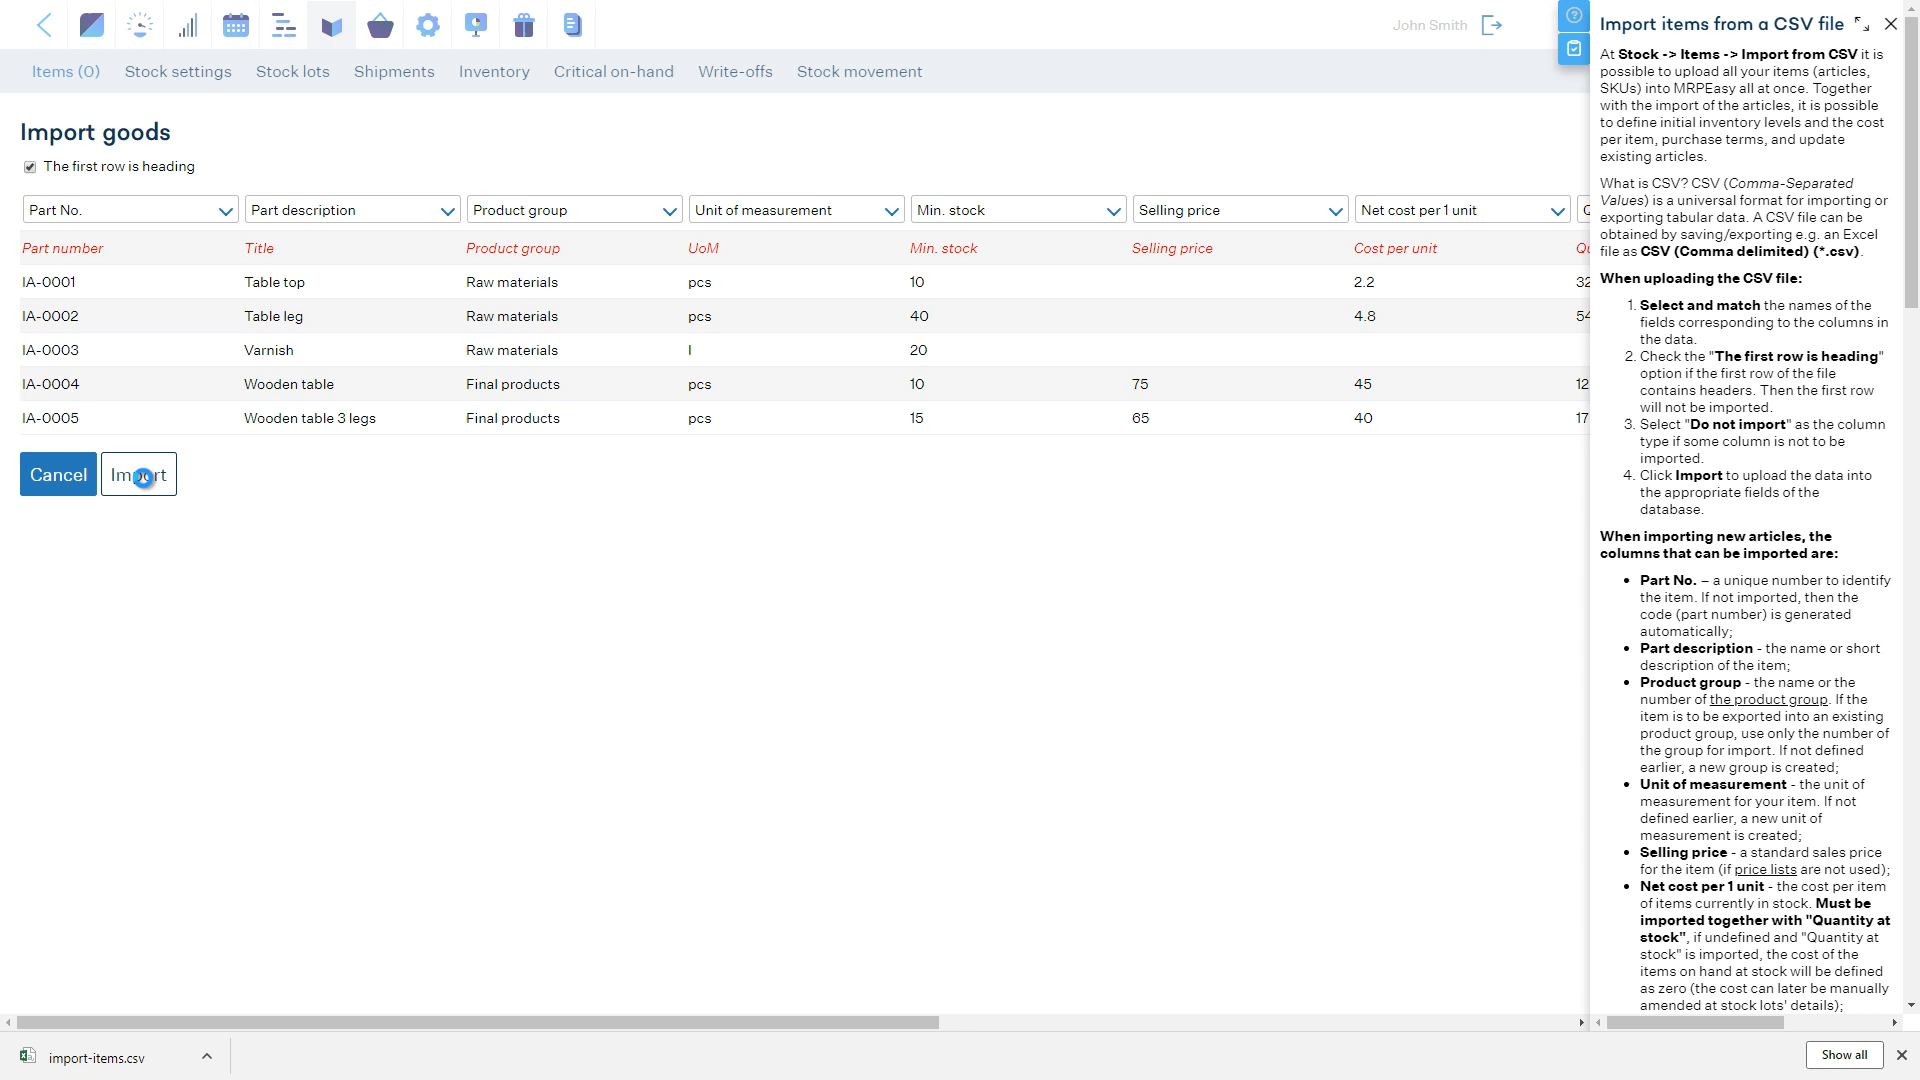 John Smith
Items (0) Stock settings Stock lots Shipments Inventory Critical on-hand Write-offs Stock movement
Import goods
The first row is heading
Part No. Part description Product group Unit of measurement Min. stock Selling price Net cost per 1 unit
Part number Title Product group UoM Min. stock Selling price Cost per unit
IA-0001 Table top Raw materials pcs 10 2.2 32
IA-0002 Table leg Raw materials pcs 40 4.8 54
IA-0003 Varnish Raw materials l 20
IA-0004 Wooden table Final products pcs 10 75 45 12
IA-0005 Wooden table 3 legs Final products pcs 15 65 40 17
Cancel Import
Import items from a CSV file
At Stock -> Items -> Import from CSV it is
possible to upload all your items (articles,
SKUs) into MRPEasy all at once. Together
with the import of the articles, it is possible
to define initial inventory levels and the cost
per item, purchase terms, and update
existing articles.
What is CSV? CSV (Comma-Separated
Values) is a universal format for importing or
exporting tabular data. A CSV file can be
obtained by saving/exporting e.g. an Excel
file as CSV (Comma delimited) (*.csv).
When uploading the CSV file:
1. Select and match the names of the
fields corresponding to the columns in
the data.
2. Check the "The first row is heading"
option if the first row of the file
contains headers. Then the first row
will not be imported.
3. Select "Do not import" as the column
type if some column is not to be
imported.
4. Click Import to upload the data into
the appropriate fields of the
database.
When importing new articles, the
columns that can be imported are:
• Part No. – a unique number to identify
the item. If not imported, then the
code (part number) is generated
automatically;
• Part description - the name or short
description of the item;
• Product group - the name or the
number of the product group. If the
item is to be exported into an existing
product group, use only the number of
the group for import. If not defined
earlier, a new group is created;
• Unit of measurement - the unit of
measurement for your item. If not
defined earlier, a new unit of
measurement is created;
• Selling price - a standard sales price
for the item (if price lists are not used);
• Net cost per 1 unit - the cost per item
of items currently in stock. Must be
imported together with "Quantity at
stock", if undefined and "Quantity at
stock" is imported, the cost of the
items on hand at stock will be defined
as zero (the cost can later be manually
amended at stock lots' details);
import-items.csv
Show all